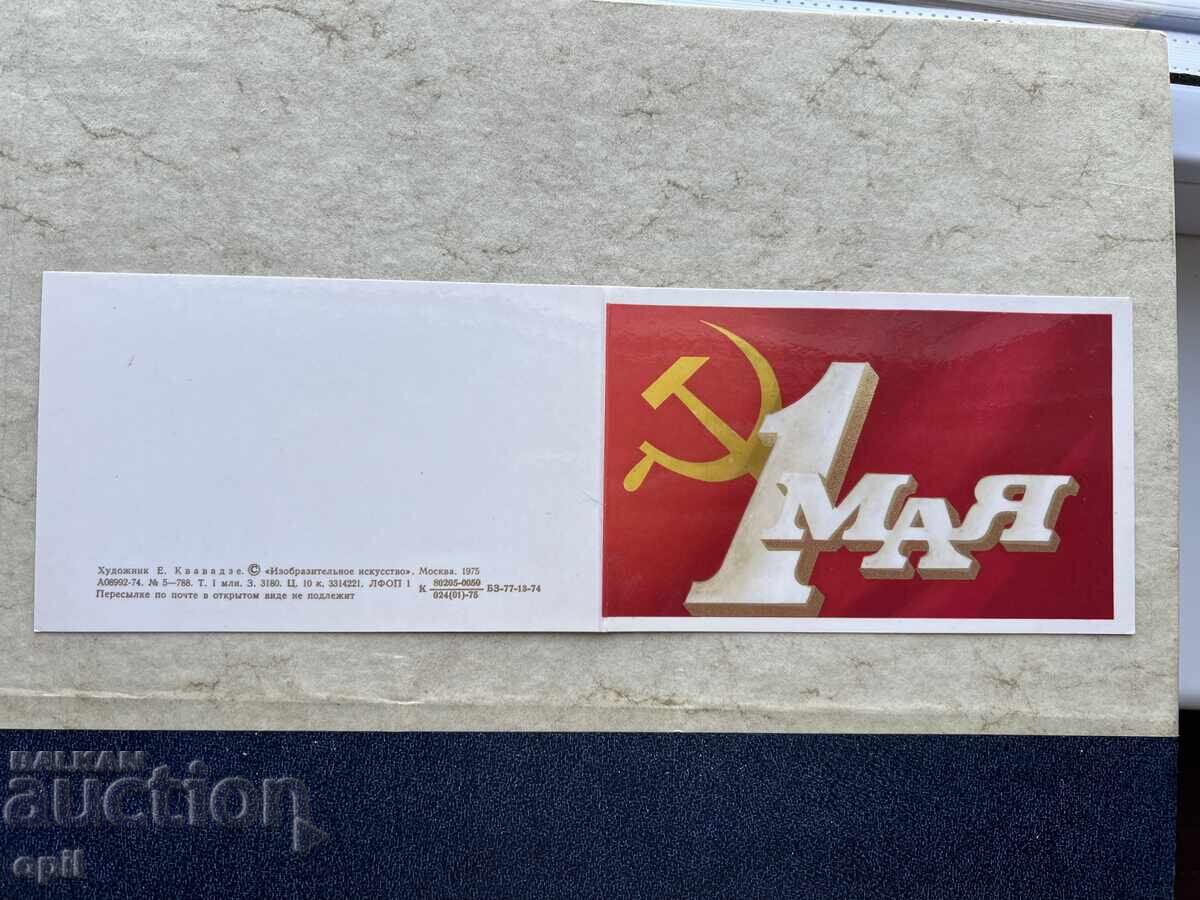 Художник Е. Квавадзе. © «Изобразительное искусство». Москва. 1975
А08992-74. № 5—788. Т. 1 млн. З. 3180. Ц. 10 к, 3314221. ЛФОП 1
Пересылке по почте в открытом виде не подлежит
К 80205-0050 БЗ-77-13-74
024(01)-75
1 МАЯ
BALKAN
auction
epil